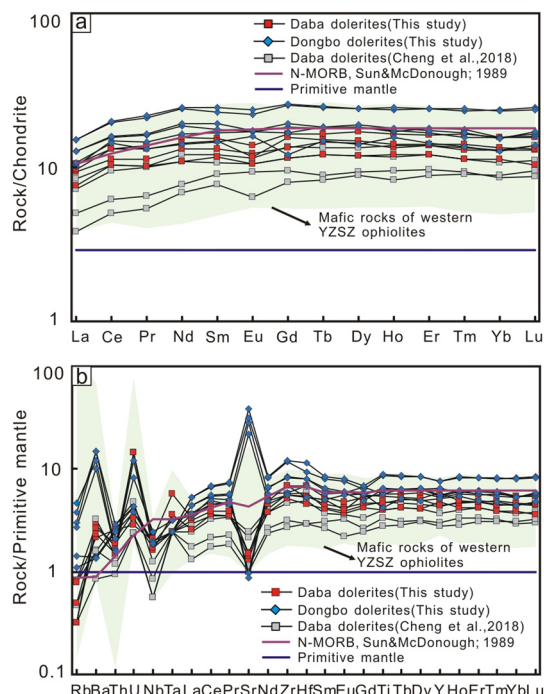 a
100
10
1
Rock/Chondrite
Daba dolerites(This study)
Dongbo dolerites(This study)
Daba dolerites(Cheng et al.,2018)
N-MORB, Sun&McDonough; 1989
Primitive mantle
Mafic rocks of western
YZSZ ophiolites
La Ce Pr Nd Sm Eu Gd Tb Dy Ho Er Tm Yb Lu
b
100
10
1
0.1
Rock/Primitive mantle
Mafic rocks of western
YZSZ ophiolites
Daba dolerites(This study)
Dongbo dolerites(This study)
Daba dolerites(Cheng et al.,2018)
N-MORB, Sun&McDonough; 1989
Primitive mantle
RbBaThU NbTaLaCePrSrNdZrHfSmEuGdTiTbDyY HoErTmYbLu